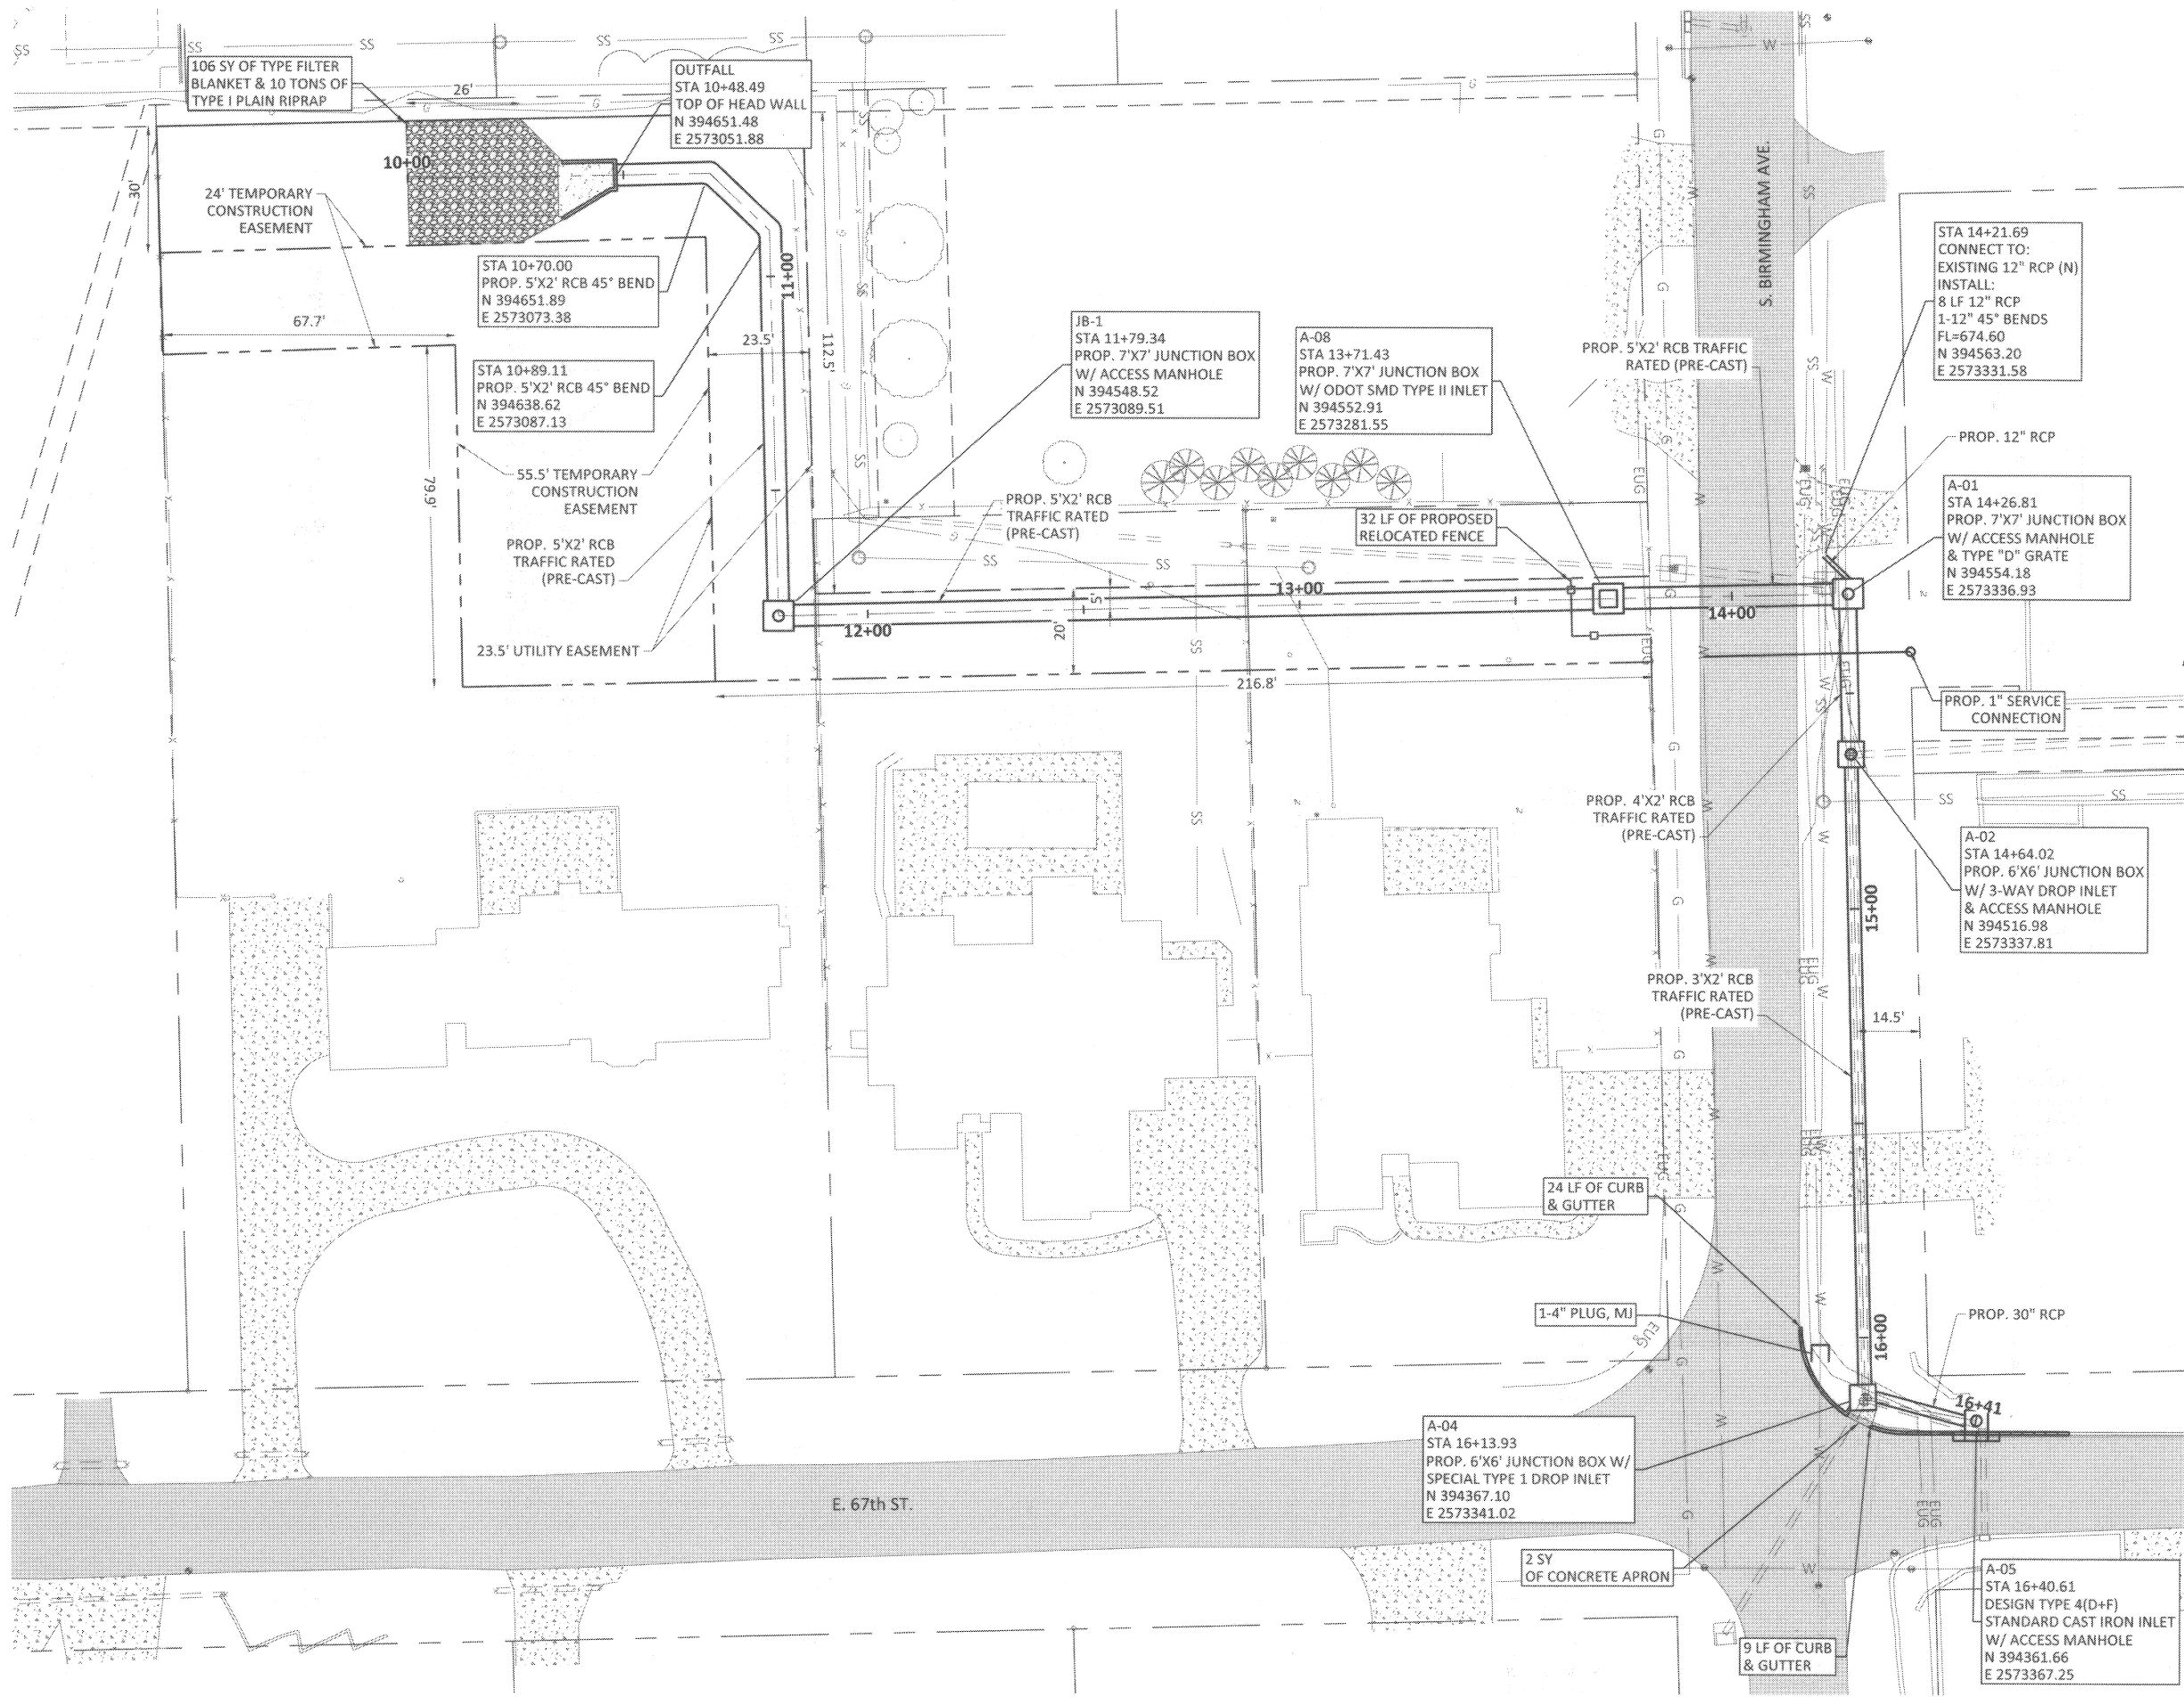 106 SY OF TYPE FILTER
BLANKET & 10 TONS OF
TYPE I PLAIN RIPRAP
26'
OUTFALL
STA 10+48.49
TOP OF HEAD WALL
N 394651.48
E 2573051.88
SS
SS
SS
SS
SS
10+00
30'
24' TEMPORARY
CONSTRUCTION
EASEMENT
67.7'
STA 10+70.00
PROP. 5'X2' RCB 45° BEND
N 394651.89
E 2573073.38
STA 10+89.11
PROP. 5'X2' RCB 45° BEND
N 394638.62
E 2573087.13
11+00
23.5'
112.5'
79.9'
55.5' TEMPORARY
CONSTRUCTION
EASEMENT
PROP. 5'X2' RCB
TRAFFIC RATED
(PRE-CAST)
23.5' UTILITY EASEMENT
JB-1
STA 11+79.34
PROP. 7'X7' JUNCTION BOX
W/ ACCESS MANHOLE
N 394548.52
E 2573089.51
A-08
STA 13+71.43
PROP. 7'X7' JUNCTION BOX
W/ ODOT SMD TYPE II INLET
N 394552.91
E 2573281.55
PROP. 5'X2' RCB
TRAFFIC RATED
(PRE-CAST)
32 LF OF PROPOSED
RELOCATED FENCE
12+00
13+00
14+00
5'
20'
216.8'
S. BIRMINGHAM AVE.
PROP. 5'X2' RCB TRAFFIC
RATED (PRE-CAST)
STA 14+21.69
CONNECT TO:
EXISTING 12" RCP (N)
INSTALL:
8 LF 12" RCP
1-12" 45° BENDS
FL=674.60
N 394563.20
E 2573331.58
PROP. 12" RCP
A-01
STA 14+26.81
PROP. 7'X7' JUNCTION BOX
W/ ACCESS MANHOLE
& TYPE "D" GRATE
N 394554.18
E 2573336.93
PROP. 1" SERVICE
CONNECTION
PROP. 4'X2' RCB
TRAFFIC RATED
(PRE-CAST)
A-02
STA 14+64.02
PROP. 6'X6' JUNCTION BOX
W/ 3-WAY DROP INLET
& ACCESS MANHOLE
N 394516.98
E 2573337.81
15+00
PROP. 3'X2' RCB
TRAFFIC RATED
(PRE-CAST)
14.5'
24 LF OF CURB
& GUTTER
1-4" PLUG, MJ
16+00
PROP. 30" RCP
16+41
A-04
STA 16+13.93
PROP. 6'X6' JUNCTION BOX W/
SPECIAL TYPE 1 DROP INLET
N 394367.10
E 2573341.02
E. 67th ST.
2 SY
OF CONCRETE APRON
9 LF OF CURB
& GUTTER
A-05
STA 16+40.61
DESIGN TYPE 4(D+F)
STANDARD CAST IRON INLET
W/ ACCESS MANHOLE
N 394361.66
E 2573367.25